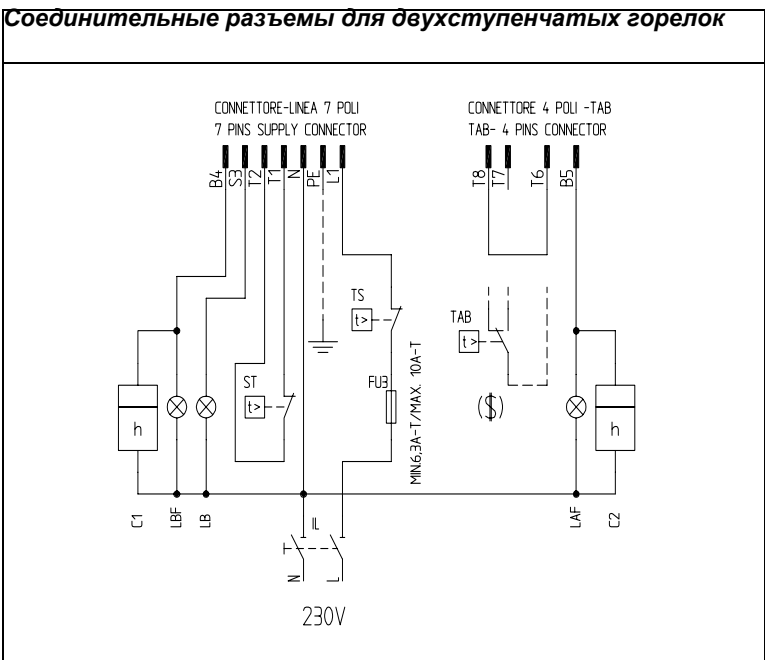 Соединительные разъемы для двухступенчатых горелок
CONNETTORE-LINEA 7 POLI
7 PINS SUPPLY CONNECTOR
CONNETTORE 4 POLI -TAB
TAB- 4 PINS CONNECTOR
B4
S3
T2
T1
N
PE
L1
T8
T7
T6
B5
TS
t>
TAB
t>
ST
t>
FU3
MIN.6,3A-T/MAX. 10A-T
($)
h
h
C1
LBF
LB
IL
LAF
C2
N
L
230V